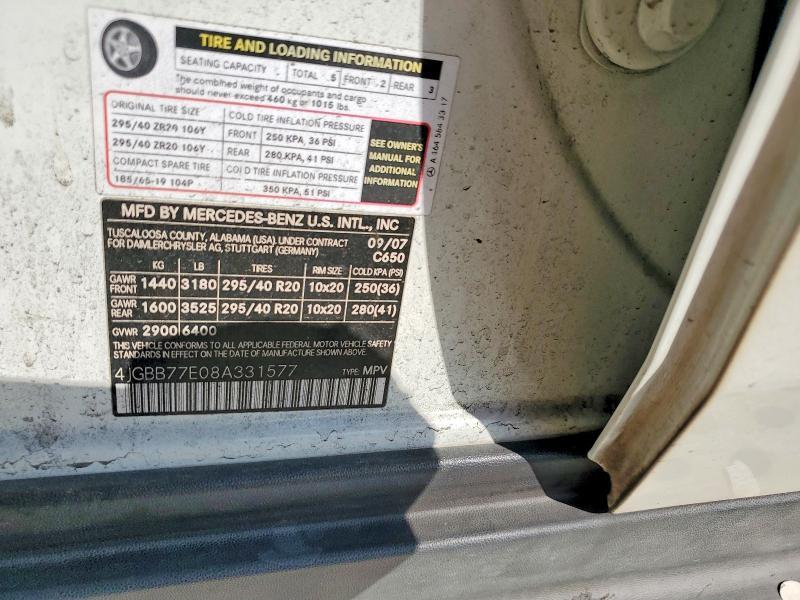 TIRE AND LOADING INFORMATION
SEATING CAPACITY TOTAL 5 FRONT 2 REAR 3
The combined weight of occupants and cargo
should never exceed 460 kg or 1015 lbs.
ORIGINAL TIRE SIZE COLD TIRE INFLATION PRESSURE
295/40 ZR20 106Y FRONT 250 KPA, 36 PSI
295/40 ZR20 106Y REAR 280 KPA, 41 PSI
COMPACT SPARE TIRE COLD TIRE INFLATION PRESSURE
185/65-19 104P 350 KPA, 51 PSI
SEE OWNER'S
MANUAL FOR
ADDITIONAL
INFORMATION
A 164 584 33 17
MFD BY MERCEDES-BENZ U.S. INTL., INC
TUSCALOOSA COUNTY, ALABAMA (USA). UNDER CONTRACT 09/07
FOR DAIMLERCHRYSLER AG, STUTTGART (GERMANY) C650
KG LB TIRES RIM SIZE COLD KPA (PSI)
GAWR
FRONT 1440 3180 295/40 R20 10x20 250(36)
GAWR
REAR 1600 3525 295/40 R20 10x20 280(41)
GVWR 2900 6400
THIS VEHICLE CONFORMS TO ALL APPLICABLE FEDERAL MOTOR VEHICLE SAFETY
STANDARDS IN EFFECT ON THE DATE OF MANUFACTURE SHOWN ABOVE.
4JGBB77E08A331577 TYPE: MPV